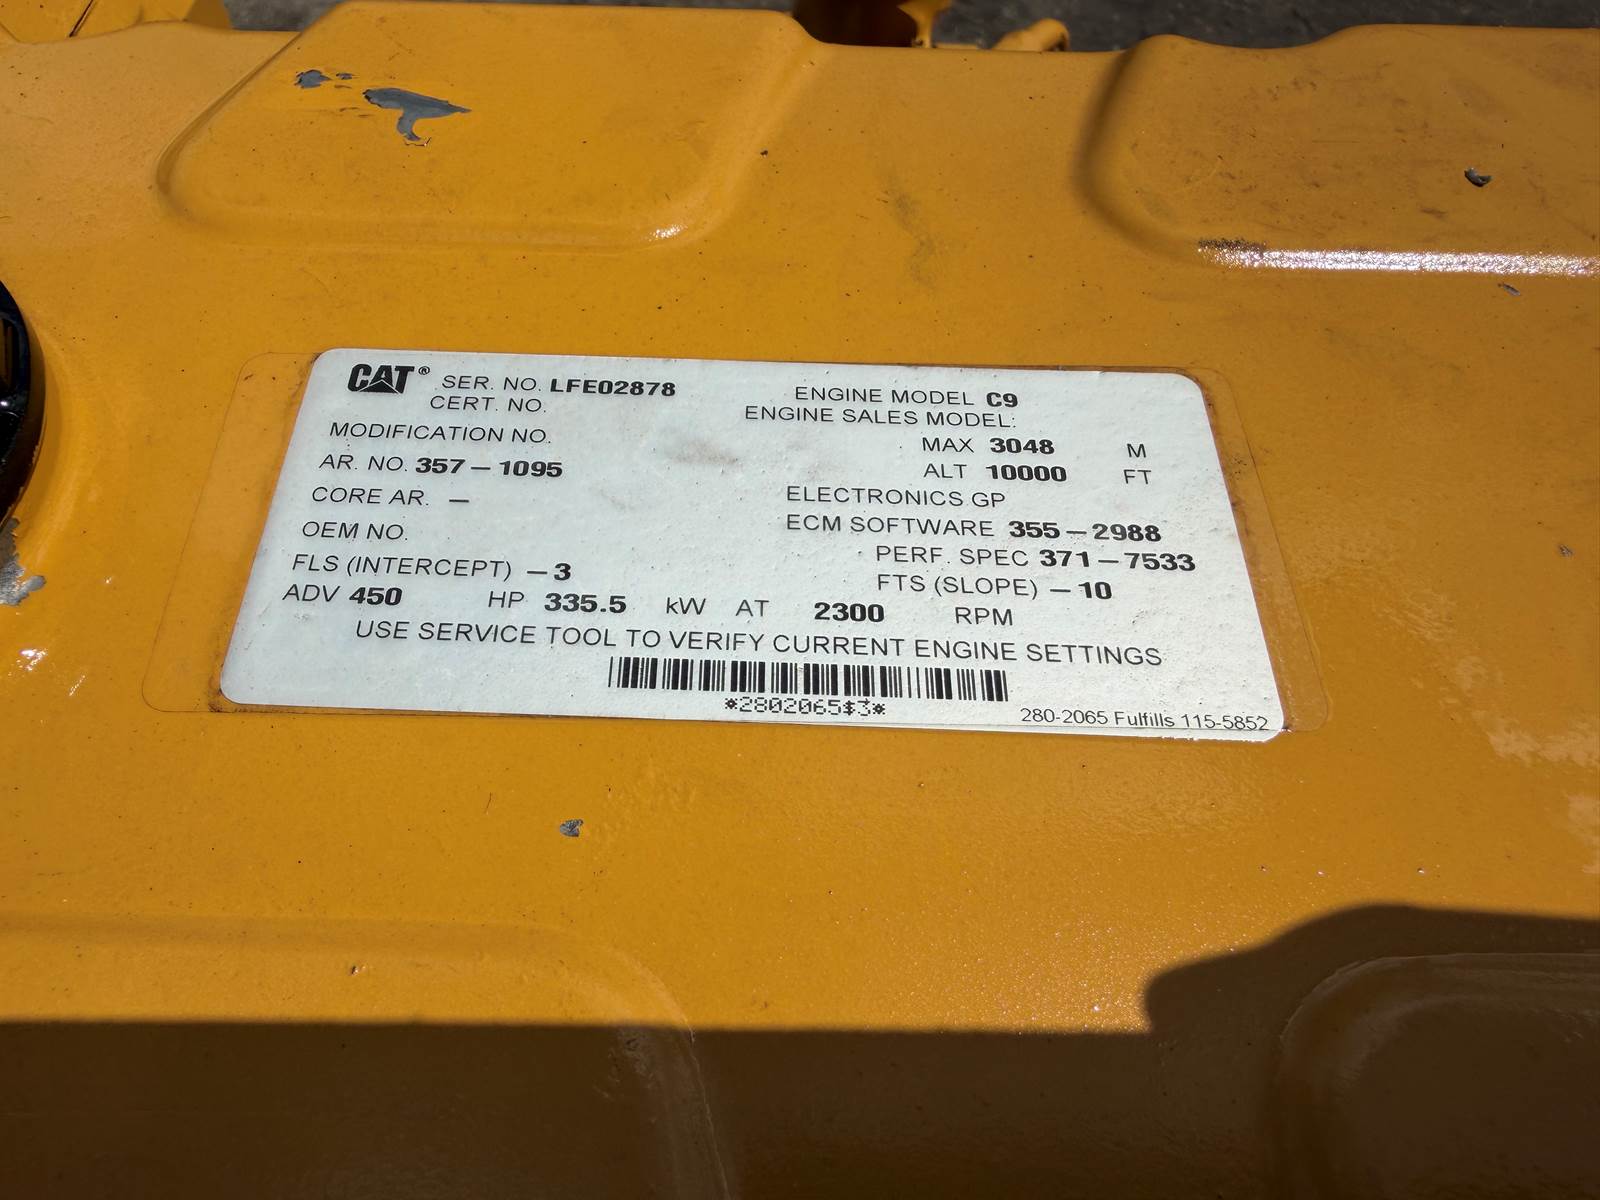 CAT® SER. NO. LFE02878 ENGINE MODEL C9
CERT. NO. ENGINE SALES MODEL:
MODIFICATION NO. MAX 3048 M
AR. NO. 357-1095 ALT 10000 FT
CORE AR. - ELECTRONICS GP
OEM NO. ECM SOFTWARE 355-2988
PERF. SPEC 371-7533
FLS (INTERCEPT) -3 FTS (SLOPE) -10
ADV 450 HP 335.5 kW AT 2300 RPM
USE SERVICE TOOL TO VERIFY CURRENT ENGINE SETTINGS
*2802065$3*
280-2065 Fulfills 115-5852